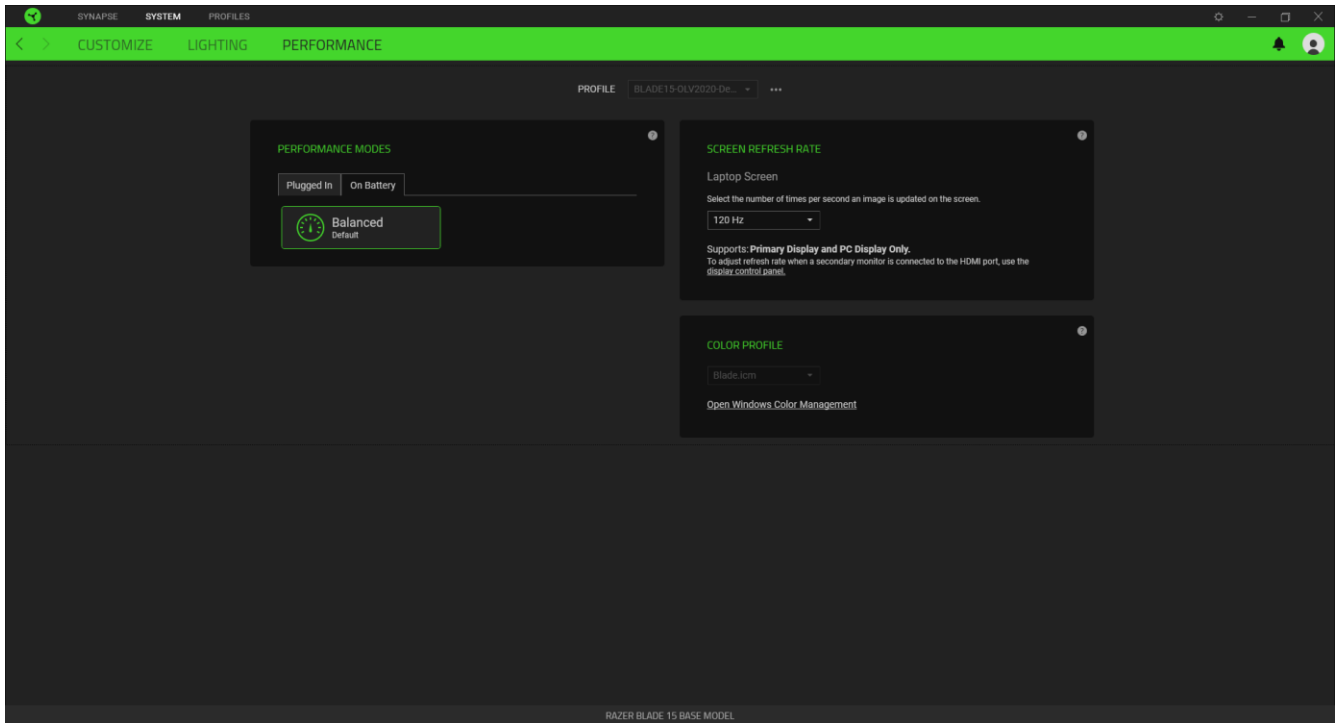 SYNAPSE SYSTEM PROFILES
CUSTOMIZE LIGHTING PERFORMANCE
PROFILE BLADE15-OLV2020-De...
PERFORMANCE MODES
Plugged In On Battery
Balanced
Default
SCREEN REFRESH RATE
Laptop Screen
Select the number of times per second an image is updated on the screen.
120 Hz
Supports: Primary Display and PC Display Only.
To adjust refresh rate when a secondary monitor is connected to the HDMI port, use the
display control panel.
COLOR PROFILE
Blade.icm
Open Windows Color Management
RAZER BLADE 15 BASE MODEL